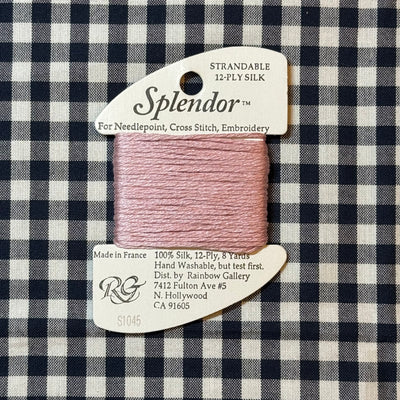 STRANDABLE
12-PLY SILK
Splendor™
For Needlepoint, Cross Stitch, Embroidery
Made in France
100% Silk, 12-Ply, 8 Yards
Hand Washable, but test first.
Dist. by Rainbow Gallery
7412 Fulton Ave #5
N. Hollywood
CA 91605
RG
S1045